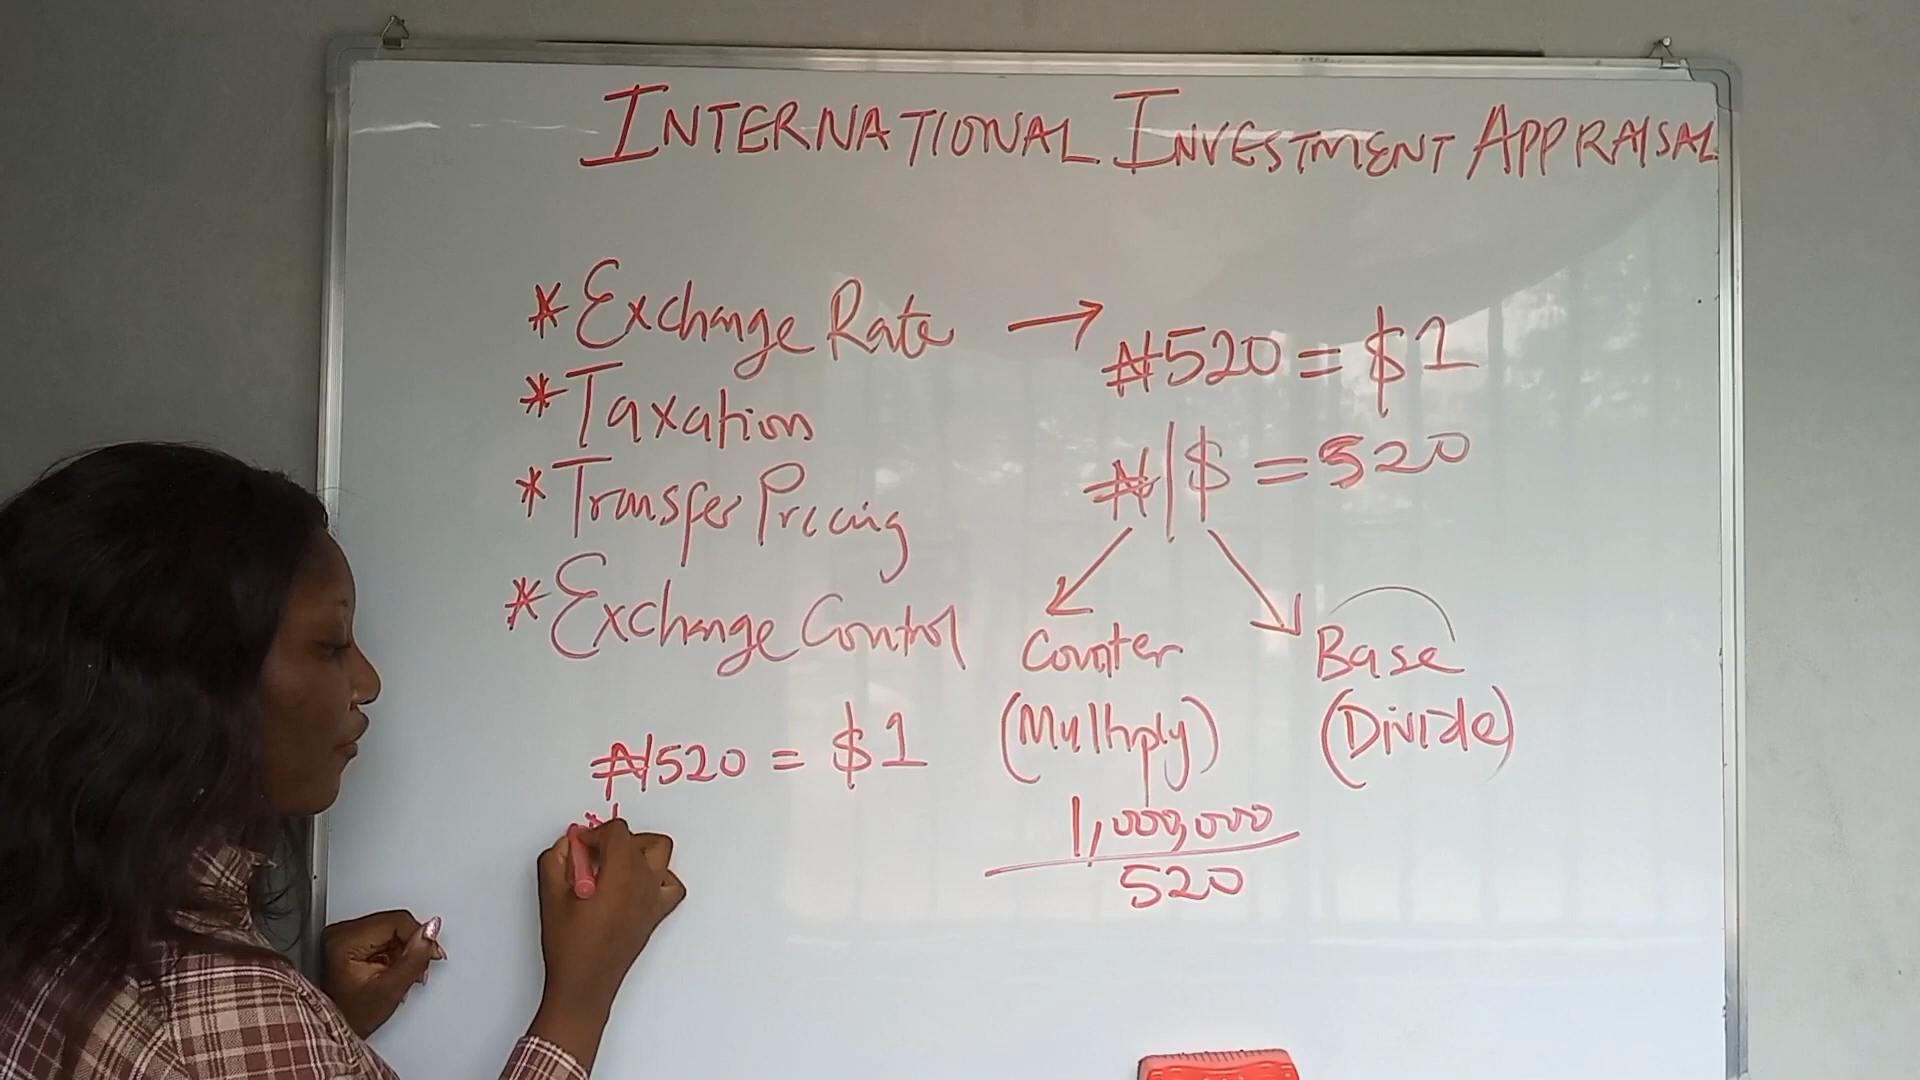 INTERNATIONAL INVESTMENT APPRAISAL
* Exchange Rate → ₦520 = $1
* Taxation
₦|$ = 520
* Transfer Pricing
* Exchange Control
Counter Base
(Multiply) (Divide)
₦520 = $1
1,000,000
520